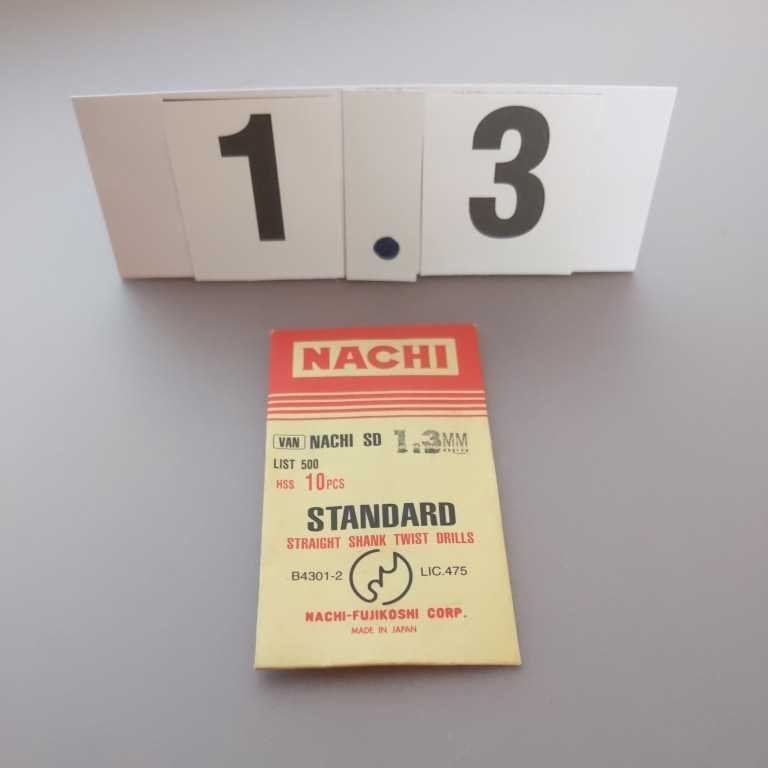 1.3
NACHI
VAN NACHI SD 1.3MM
LIST 500
HSS 10PCS
STANDARD
STRAIGHT SHANK TWIST DRILLS
B4301-2 LIC.475
NACHI-FUJIKOSHI CORP.
MADE IN JAPAN